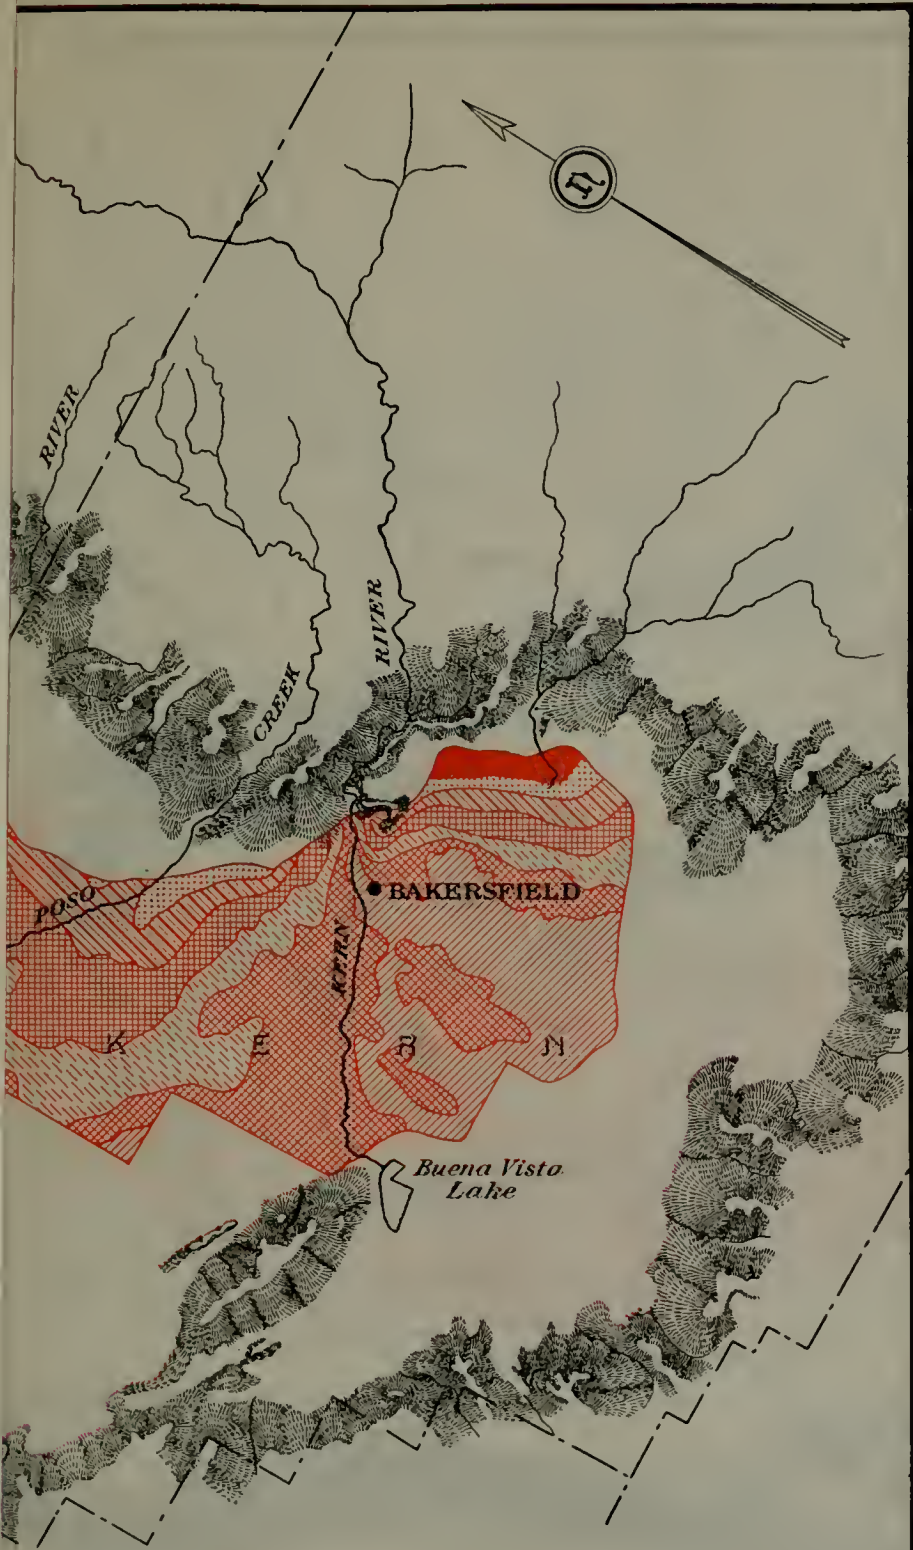 n
RIVER
RIVER
CREEK
POSO
BAKERSFIELD
KERN
K E R N
Buena Vista
Lake